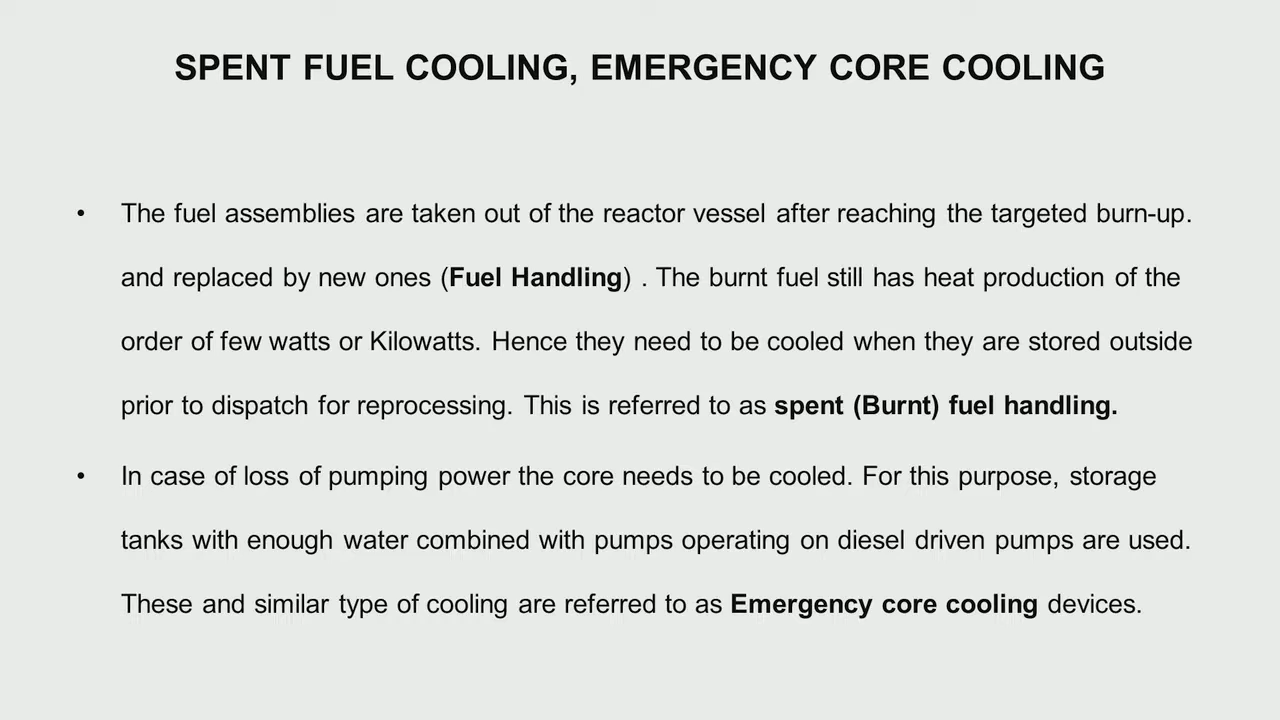 SPENT FUEL COOLING, EMERGENCY CORE COOLING
• The fuel assemblies are taken out of the reactor vessel after reaching the targeted burn-up.
and replaced by new ones (Fuel Handling) . The burnt fuel still has heat production of the
order of few watts or Kilowatts. Hence they need to be cooled when they are stored outside
prior to dispatch for reprocessing. This is referred to as spent (Burnt) fuel handling.
• In case of loss of pumping power the core needs to be cooled. For this purpose, storage
tanks with enough water combined with pumps operating on diesel driven pumps are used.
These and similar type of cooling are referred to as Emergency core cooling devices.